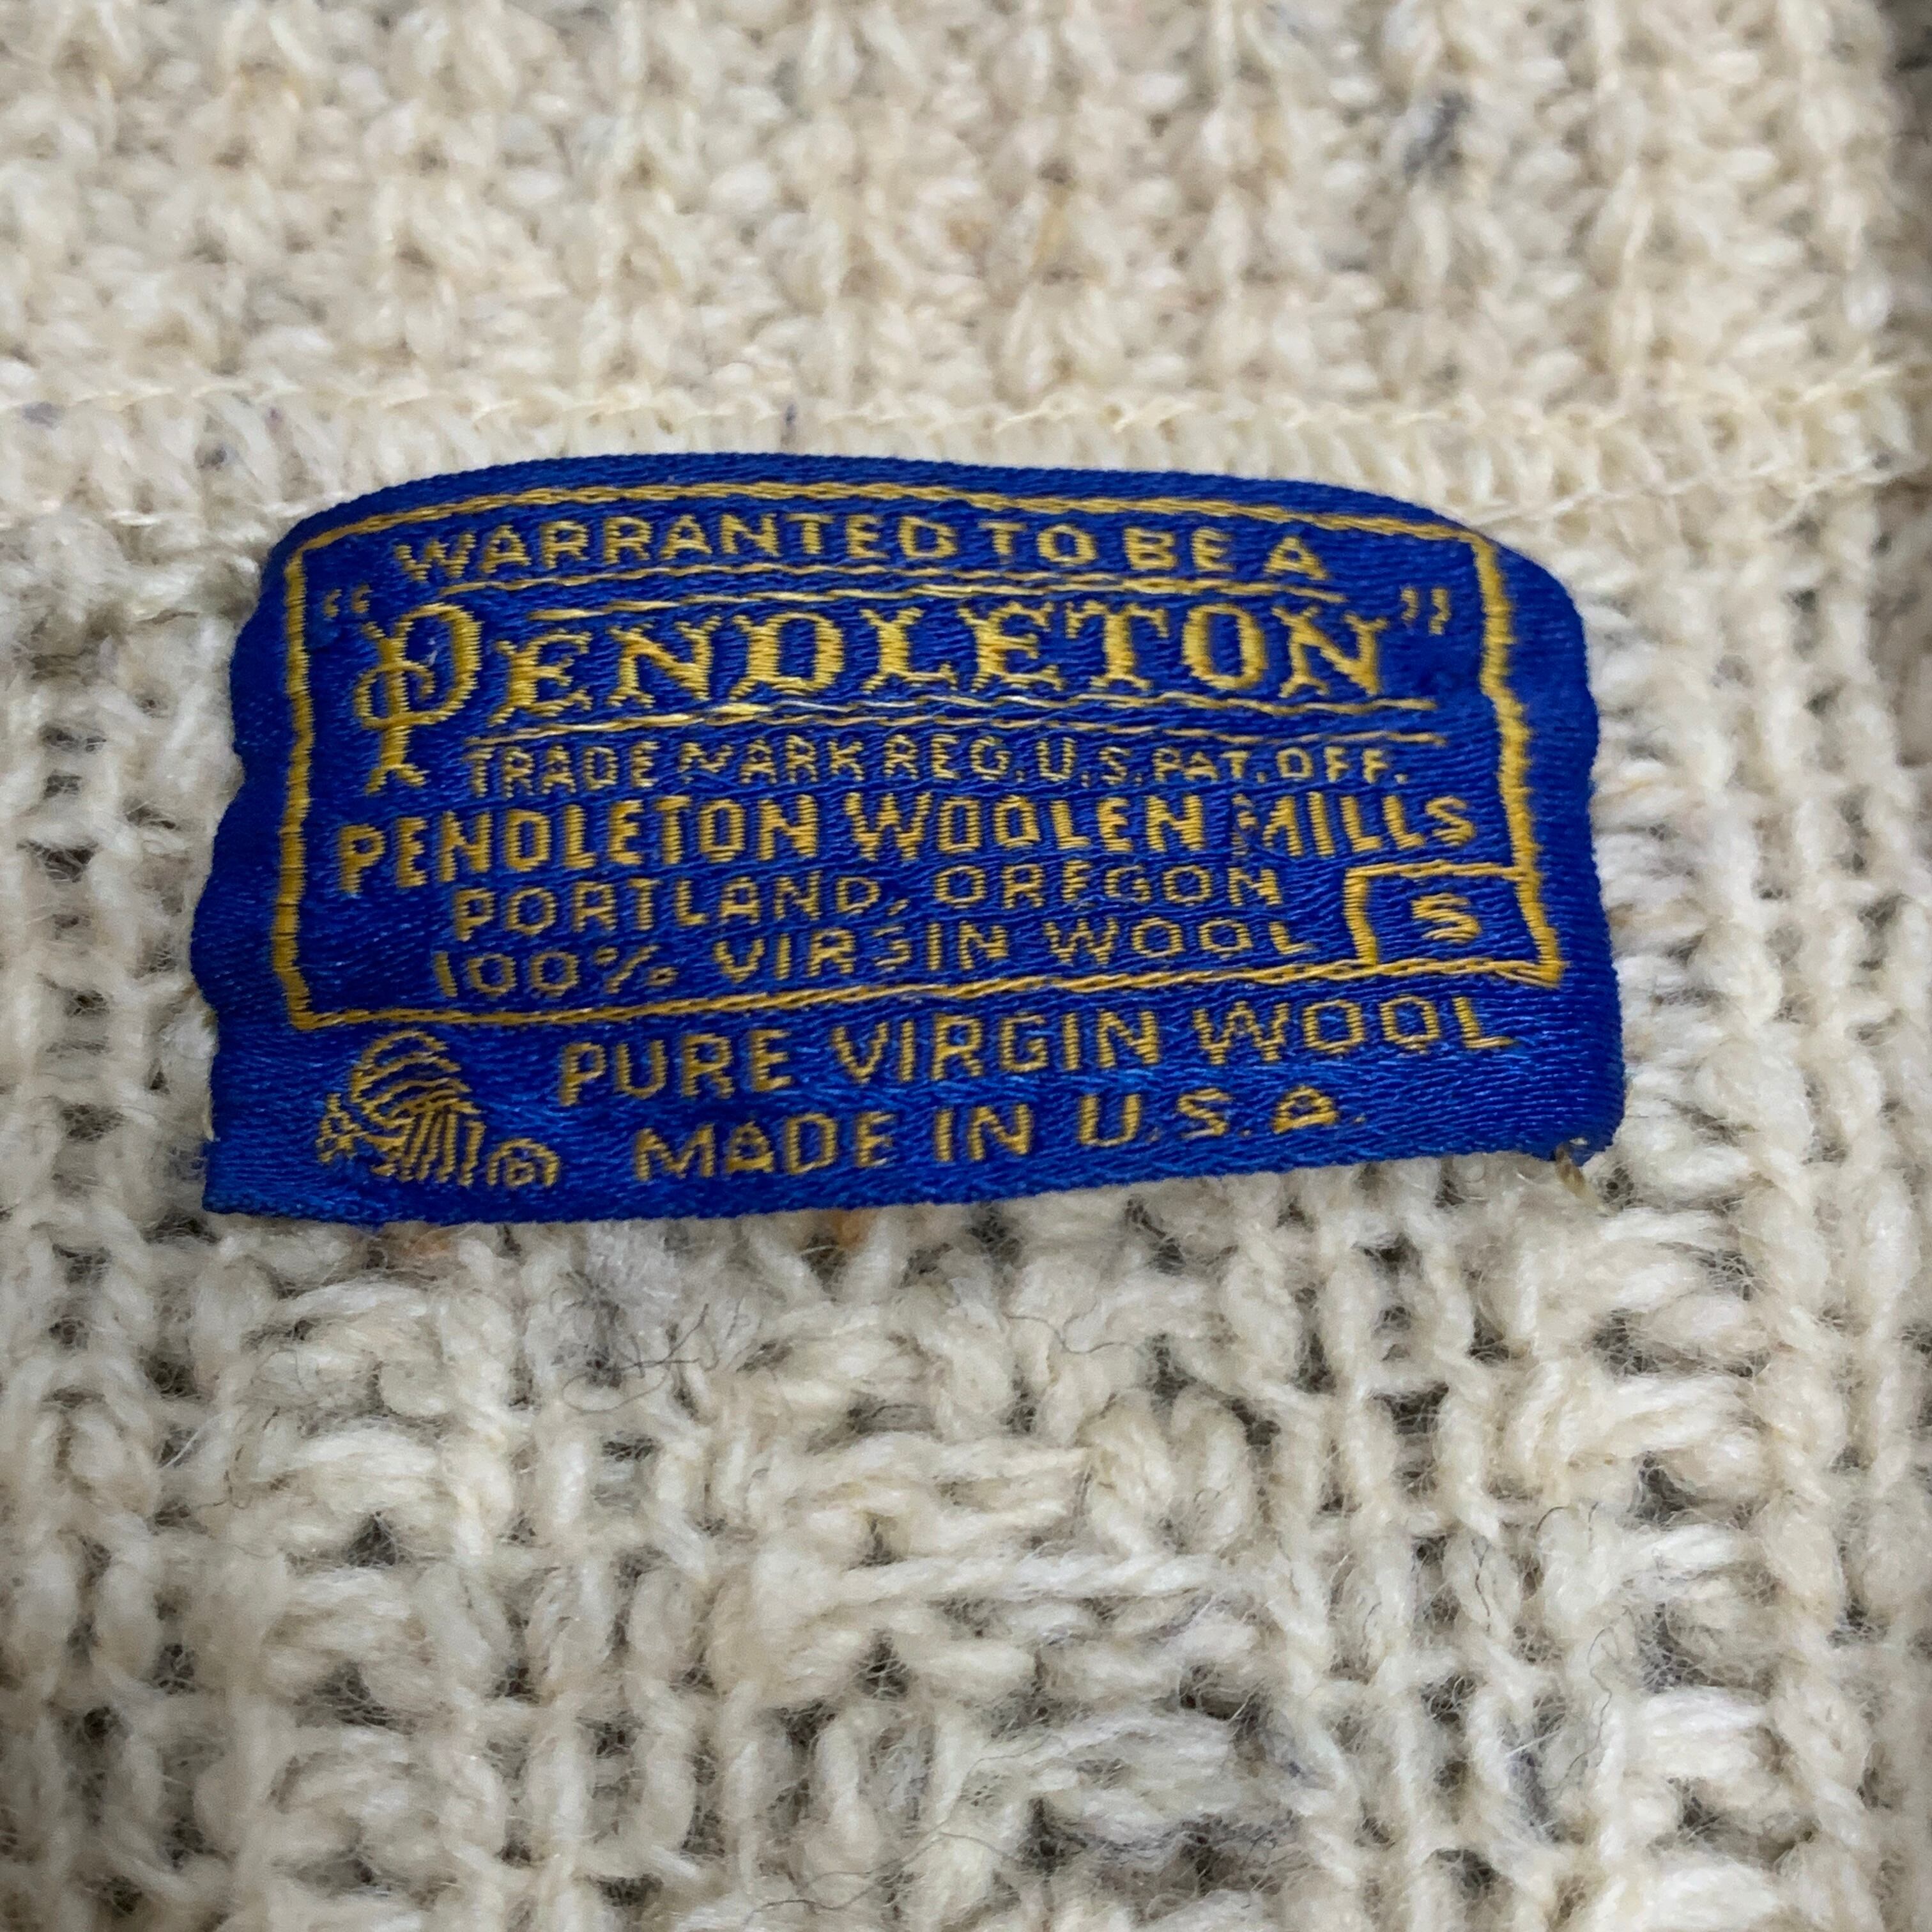 WARRANTED TO BE A
"PENDLETON"
TRADE MARK REG. U.S. PAT. OFF.
PENDLETON WOOLEN MILLS
PORTLAND, OREGON
100% VIRGIN WOOL
S
PURE VIRGIN WOOL
MADE IN U.S.A.